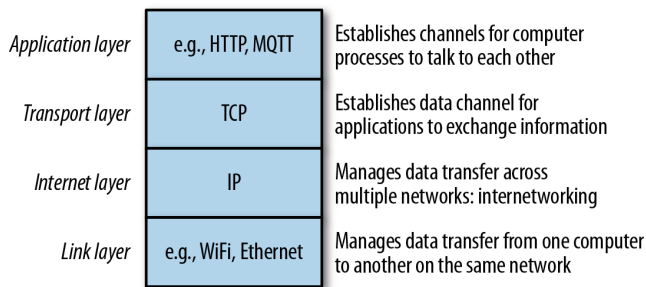 Application layer
e.g., HTTP, MQTT
Establishes channels for computer
processes to talk to each other
Transport layer
TCP
Establishes data channel for
applications to exchange information
Internet layer
IP
Manages data transfer across
multiple networks: internetworking
Link layer
e.g., WiFi, Ethernet
Manages data transfer from one computer
to another on the same network